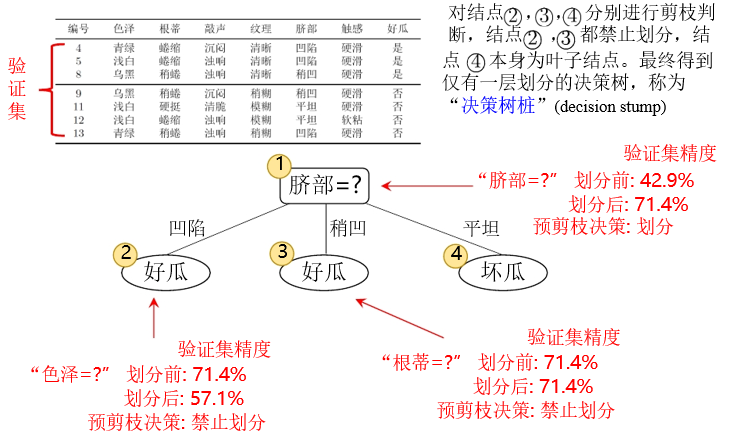 编号 色泽 根蒂 敲声 纹理 脐部 触感 好瓜
4 青绿 蜷缩 沉闷 清晰 凹陷 硬滑 是
5 浅白 蜷缩 浊响 清晰 凹陷 硬滑 是
8 乌黑 稍蜷 浊响 清晰 稍凹 硬滑 是
9 乌黑 稍蜷 沉闷 稍糊 稍凹 硬滑 否
11 浅白 硬挺 清脆 模糊 平坦 硬滑 否
12 浅白 蜷缩 浊响 模糊 平坦 软粘 否
13 青绿 稍蜷 浊响 稍糊 凹陷 硬滑 否
验证集
对结点②,③,④分别进行剪枝判
断，结点② ,③都禁止划分，结
点 ④本身为叶子结点。最终得到
仅有一层划分的决策树，称为
“决策树桩”(decision stump)
1
脐部=?
验证集精度
“脐部=?” 划分前: 42.9%
划分后: 71.4%
预剪枝决策: 划分
凹陷
稍凹
平坦
2
好瓜
3
好瓜
4
坏瓜
验证集精度
“色泽=?” 划分前: 71.4%
划分后: 57.1%
预剪枝决策: 禁止划分
验证集精度
“根蒂=?” 划分前: 71.4%
划分后: 71.4%
预剪枝决策: 禁止划分